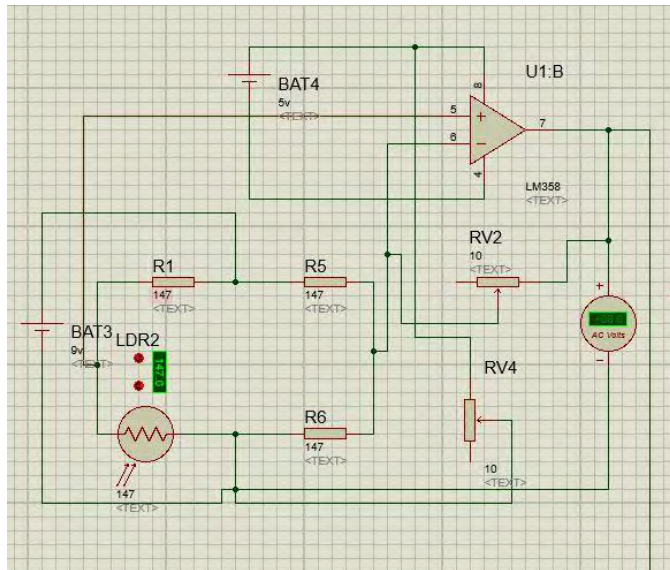 U1:B
BAT4
5v
<TEXT>
8
5
6
7
4
+
−
LM358
<TEXT>
RV2
10
<TEXT>
R1
147
<TEXT>
R5
147
<TEXT>
BAT3
9v
<TEXT>
LDR2
147.0
+
AC Volts
−
RV4
10
<TEXT>
R6
147
<TEXT>
147
<TEXT>